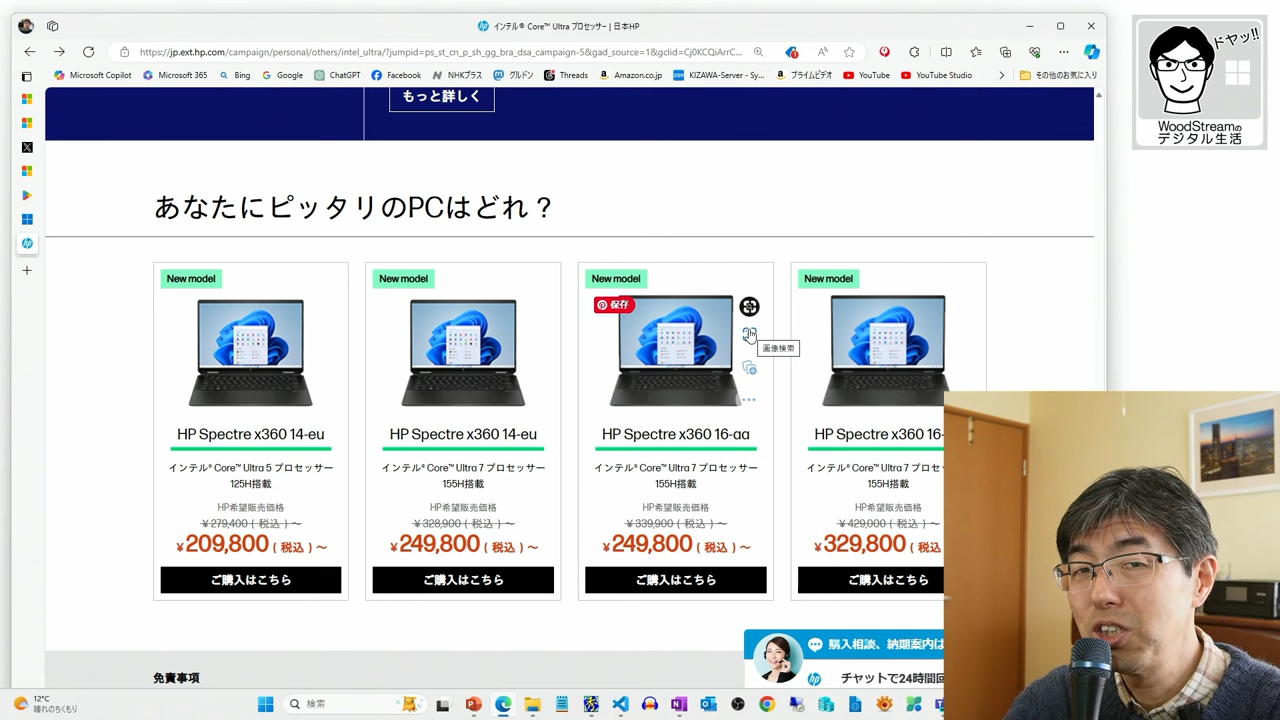 インテル® Core™ Ultra プロセッサー | 日本HP
https://jp.ext.hp.com/campaign/personal/others/intel_ultra/?jumpid=ps_st_cn_p_sh_gg_bra_dsa_campaign-5&gad_source=1&gclid=Cj0KCQiArrC...
Microsoft Copilot
Microsoft 365
Bing
Google
ChatGPT
Facebook
NHKプラス
グルドン
Threads
Amazon.co.jp
KIZAWA-Server - Sy...
プライムビデオ
YouTube
YouTube Studio
その他のお気に入り
ドヤッ!!
WoodStreamの
デジタル生活
もっと詳しく
あなたにピッタリのPCはどれ？
New model
HP Spectre x360 14-eu
インテル® Core™ Ultra 5 プロセッサー
125H搭載
HP希望販売価格
¥279,400（税込）～
¥209,800（税込）～
ご購入はこちら
New model
HP Spectre x360 14-eu
インテル® Core™ Ultra 7 プロセッサー
155H搭載
HP希望販売価格
¥328,900（税込）～
¥249,800（税込）～
ご購入はこちら
New model
保存
画像検索
HP Spectre x360 16-aa
インテル® Core™ Ultra 7 プロセッサー
155H搭載
HP希望販売価格
¥339,900（税込）～
¥249,800（税込）～
ご購入はこちら
New model
HP Spectre x360 16-
インテル® Core™ Ultra 7 プロセッ
155H搭載
HP希望販売価格
¥429,000（税込）～
¥329,800（税込
ご購入はこちら
免責事項
購入相談、納期案内は
チャットで24時間
12°C
晴れのちくもり
検索